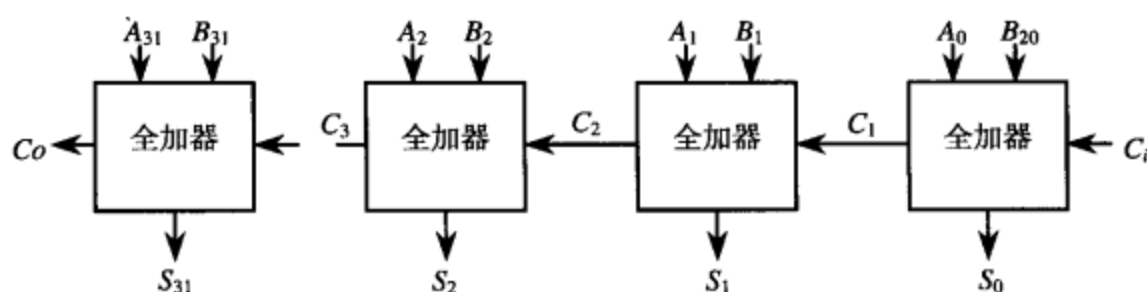 A31 B31 A2 B2 A1 B1 A0 B20
Co 全加器 C3 全加器 C2 全加器 C1 全加器 Ci
S31 S2 S1 S0